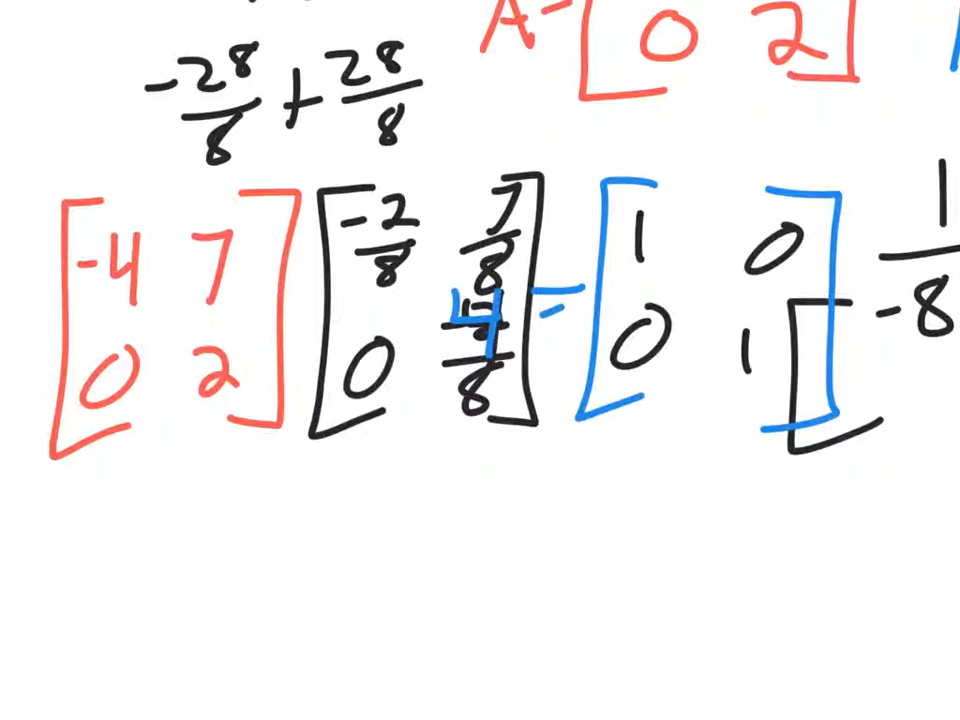 A = [ 0 2 ]
-28/8 + 28/8
[ -4 7 ] [ -2/8 7/8 ] = [ 1 0 ] 1/-8
[ 0 2 ] [ 0 4/8 ] [ 0 1 ] [